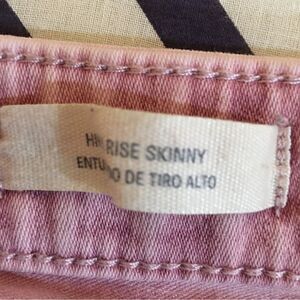 RISE SKINNY
DE TIRO ALTO